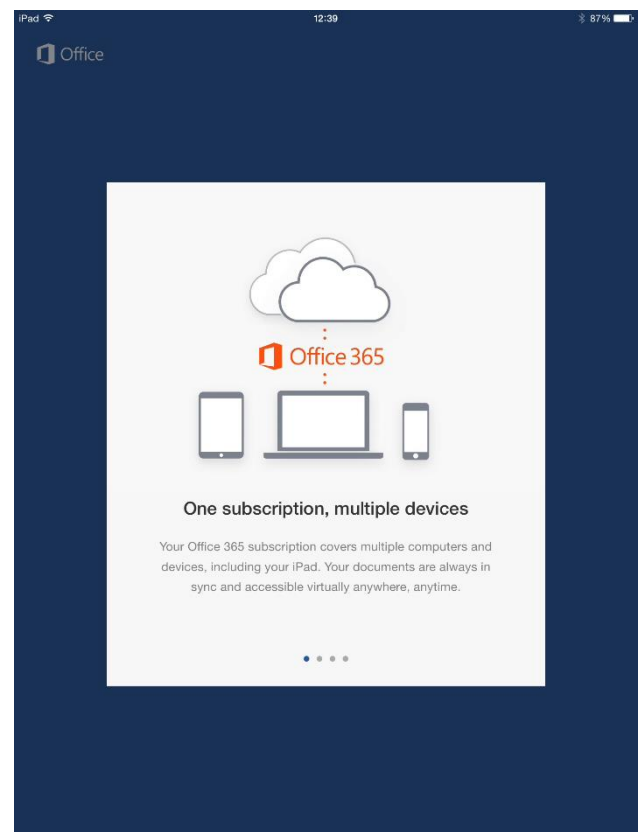 iPad 12:39 87%
Office
Office 365
One subscription, multiple devices
Your Office 365 subscription covers multiple computers and
devices, including your iPad. Your documents are always in
sync and accessible virtually anywhere, anytime.